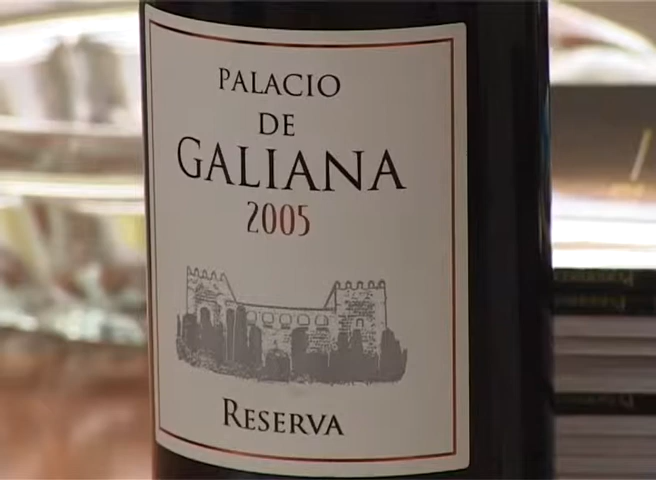 PALACIO
DE
GALIANA
2005
RESERVA